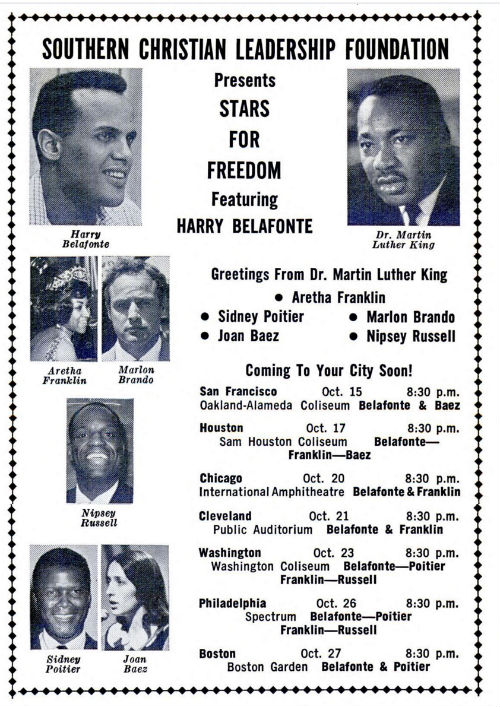 SOUTHERN CHRISTIAN LEADERSHIP FOUNDATION
Presents
STARS
FOR
FREEDOM
Featuring
HARRY BELAFONTE
Harry
Belafonte
Dr. Martin
Luther King
Greetings From Dr. Martin Luther King
● Aretha Franklin
● Sidney Poitier ● Marlon Brando
● Joan Baez ● Nipsey Russell
Aretha
Franklin
Marlon
Brando
Coming To Your City Soon!
San Francisco Oct. 15 8:30 p.m.
Oakland-Alameda Coliseum Belafonte & Baez
Houston Oct. 17 8:30 p.m.
Sam Houston Coliseum Belafonte—
Franklin—Baez
Chicago Oct. 20 8:30 p.m.
International Amphitheatre Belafonte & Franklin
Cleveland Oct. 21 8:30 p.m.
Public Auditorium Belafonte & Franklin
Washington Oct. 23 8:30 p.m.
Washington Coliseum Belafonte—Poitier
Franklin—Russell
Philadelphia Oct. 26 8:30 p.m.
Spectrum Belafonte—Poitier
Franklin—Russell
Boston Oct. 27 8:30 p.m.
Boston Garden Belafonte & Poitier
Nipsey
Russell
Sidney
Poitier
Joan
Baez